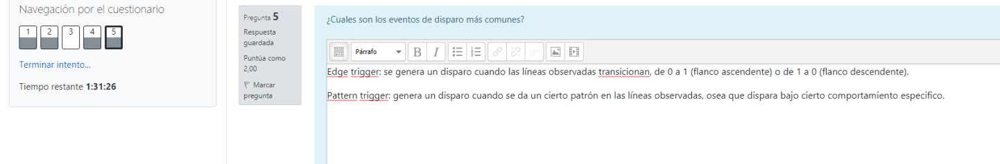 Navegación por el cuestionario
1 2 3 4 5
Terminar intento...
Tiempo restante 1:31:26
Pregunta 5
Respuesta
guardada
Puntúa como
2,00
Marcar
pregunta
¿Cuales son los eventos de disparo más comunes?
Párrafo
B I
Edge trigger: se genera un disparo cuando las líneas observadas transicionan, de 0 a 1 (flanco ascendente) o de 1 a 0 (flanco descendente).
Pattern trigger: genera un disparo cuando se da un cierto patrón en las líneas observadas, osea que dispara bajo cierto comportamiento especifico.